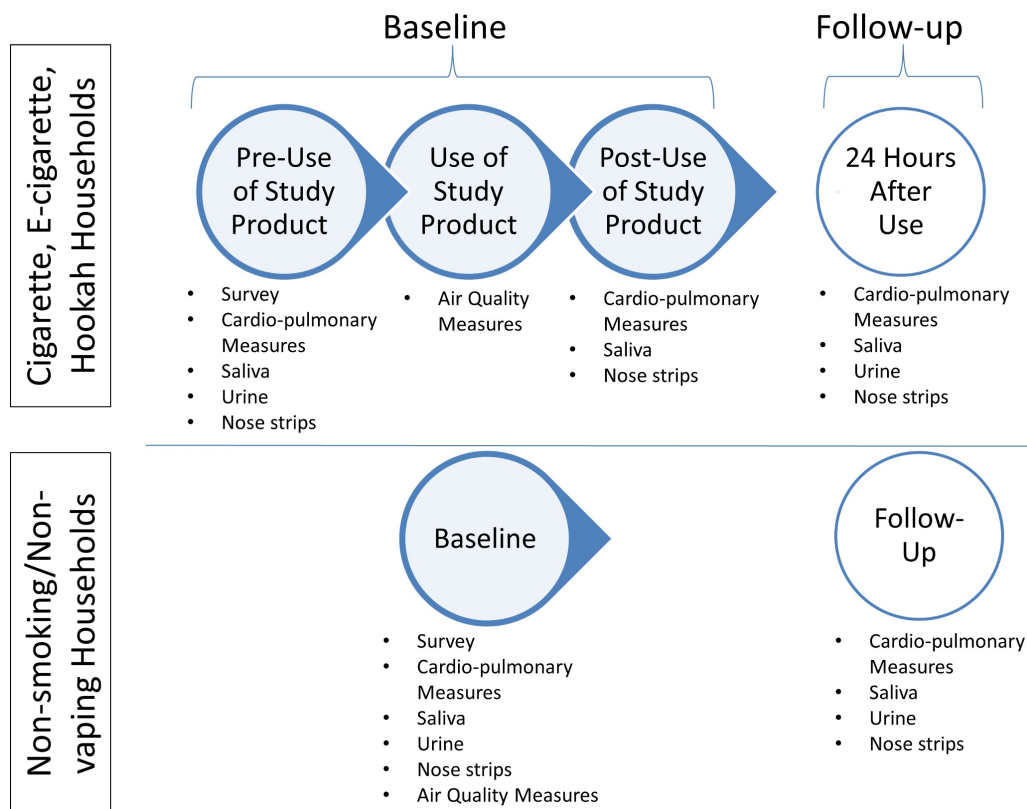 Baseline
Follow-up
Cigarette, E-cigarette,
Hookah Households
Pre-Use
of Study
Product
Use of
Study
Product
Post-Use
of Study
Product
24 Hours
After
Use
• Survey
• Cardio-pulmonary
Measures
• Saliva
• Urine
• Nose strips
• Air Quality
Measures
• Cardio-pulmonary
Measures
• Saliva
• Nose strips
• Cardio-pulmonary
Measures
• Saliva
• Urine
• Nose strips
Non-smoking/Non-
vaping Households
Baseline
Follow-
Up
• Survey
• Cardio-pulmonary
Measures
• Saliva
• Urine
• Nose strips
• Air Quality Measures
• Cardio-pulmonary
Measures
• Saliva
• Urine
• Nose strips